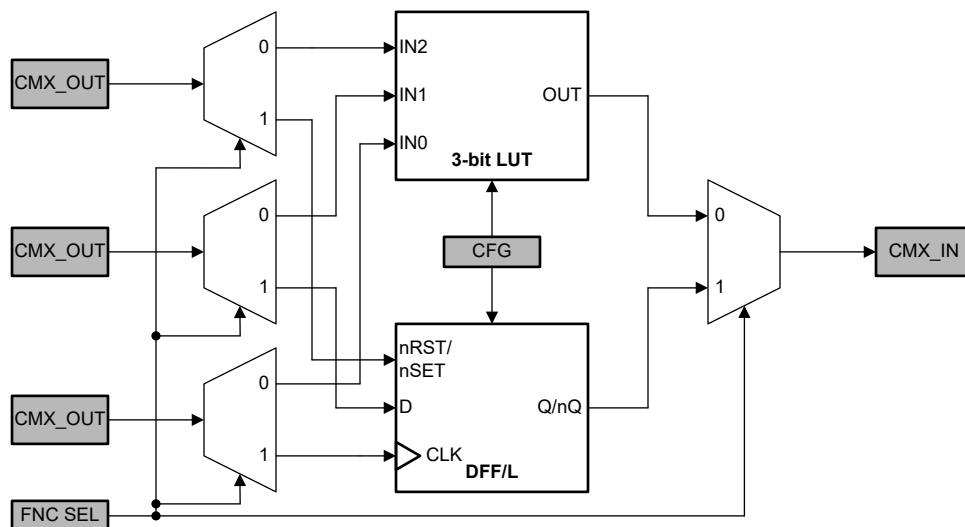 0
IN2
CMX_OUT
IN1
OUT
1
IN0
3-bit LUT
0
0
CMX_OUT
CFG
CMX_IN
1
1
nRST/
nSET
0
CMX_OUT
D
Q/nQ
1
CLK
DFF/L
FNC SEL